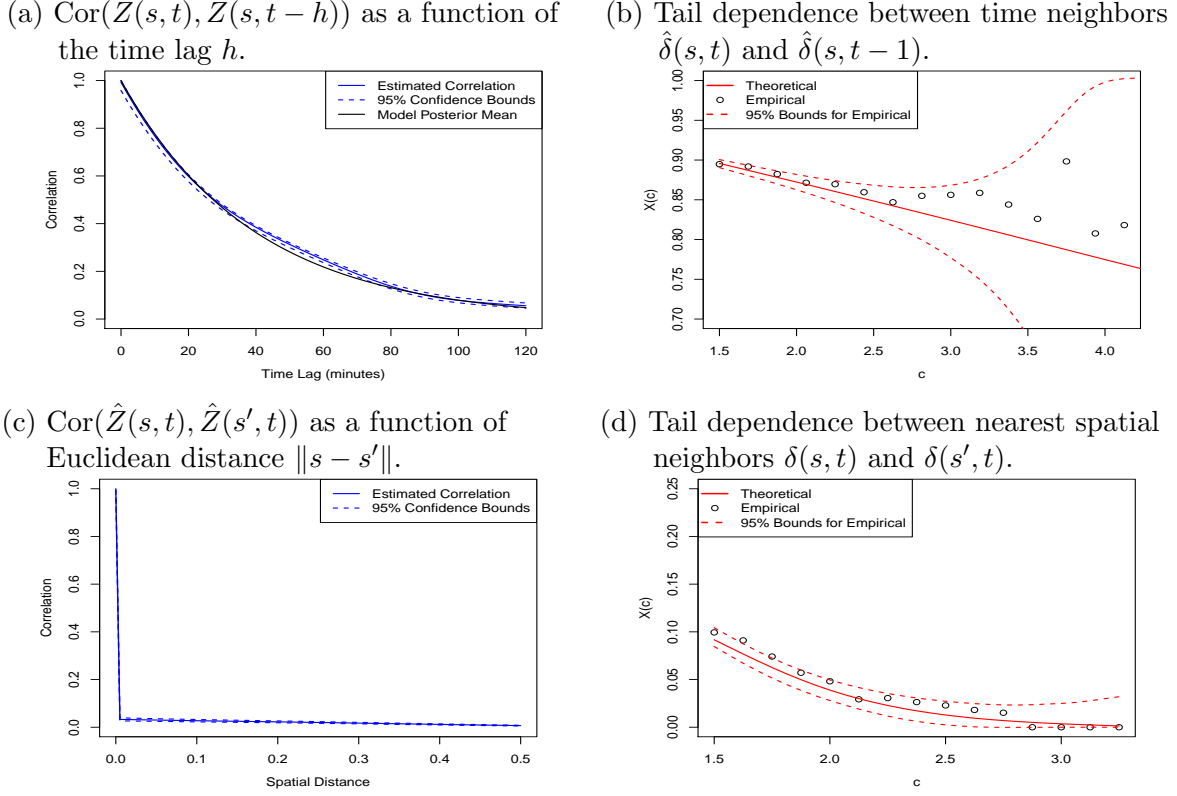 (a) Cor(Z(s, t), Z(s, t − h)) as a function of
the time lag h.
Estimated Correlation
95% Confidence Bounds
Model Posterior Mean
Correlation
0.0 0.2 0.4 0.6 0.8 1.0
0 20 40 60 80 100 120
Time Lag (minutes)
(b) Tail dependence between time neighbors
δ̂(s, t) and δ̂(s, t − 1).
Theoretical
Empirical
95% Bounds for Empirical
X(c)
0.70 0.75 0.80 0.85 0.90 0.95 1.00
1.5 2.0 2.5 3.0 3.5 4.0
c
(c) Cor(Ẑ(s, t), Ẑ(s′, t)) as a function of
Euclidean distance ‖s − s′‖.
Estimated Correlation
95% Confidence Bounds
Correlation
0.0 0.2 0.4 0.6 0.8 1.0
0.0 0.1 0.2 0.3 0.4 0.5
Spatial Distance
(d) Tail dependence between nearest spatial
neighbors δ(s, t) and δ(s′, t).
Theoretical
Empirical
95% Bounds for Empirical
X(c)
0.00 0.05 0.10 0.15 0.20 0.25
1.5 2.0 2.5 3.0
c